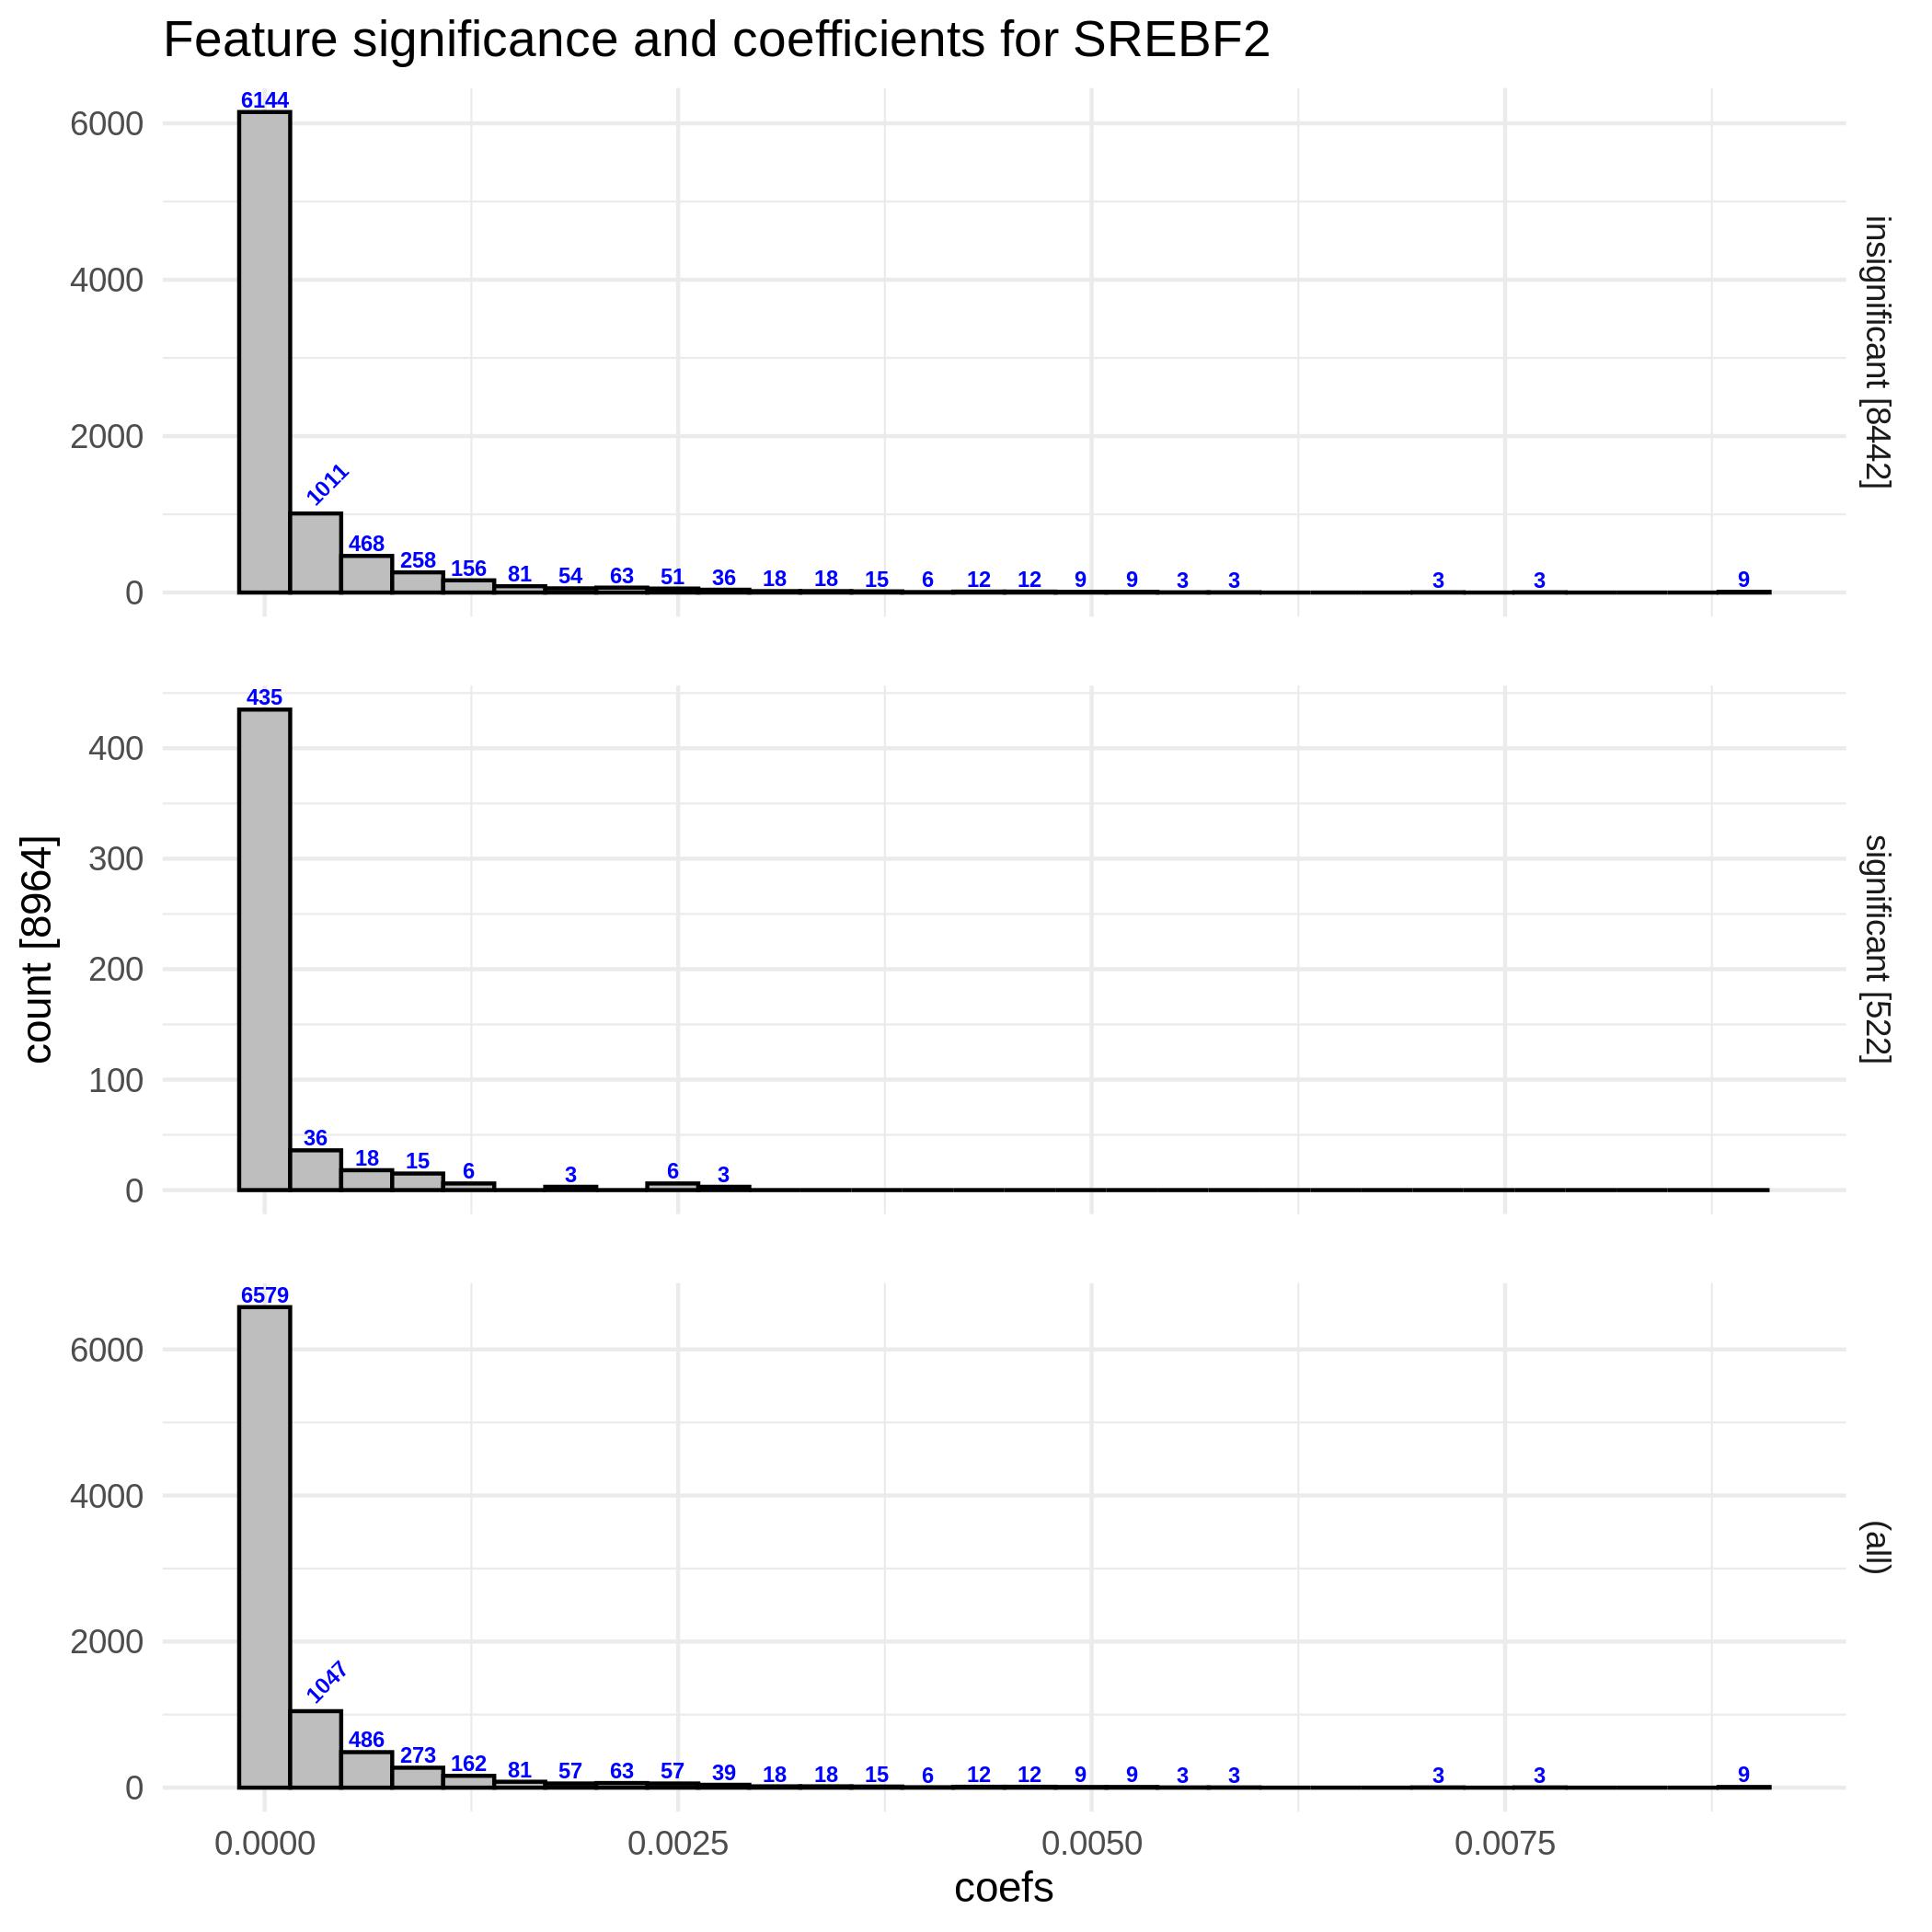 Feature significance and coefficients for SREBF2
6144
6000
4000
2000
1011
468 258 156 81 54 63 51 36 18 18 15 6 12 12 9 9 3 3 3 3 9
0
insignificant [8442]
435
400
300
200
100
36 18 15 6 3 6 3
0
significant [522]
count [8964]
6579
6000
4000
2000
1047
486 273 162 81 57 63 57 39 18 18 15 6 12 12 9 9 3 3 3 3 9
0
(all)
0.0000 0.0025 0.0050 0.0075
coefs